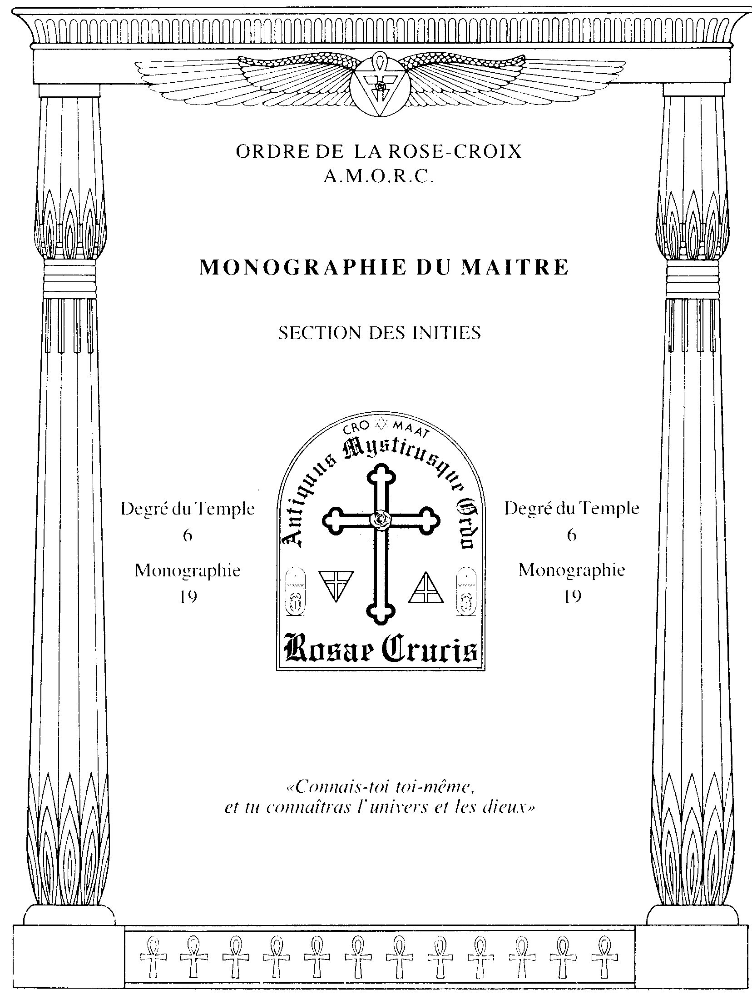 ORDRE DE LA ROSE-CROIX
A.M.O.R.C.
MONOGRAPHIE DU MAITRE
SECTION DES INITIES
CRO MAAT
Antiquus Mysticusque Ordo
Rosae Crucis
Degré du Temple
6
Monographie
19
Degré du Temple
6
Monographie
19
«Connais-toi toi-même,
et tu connaîtras l'univers et les dieux»